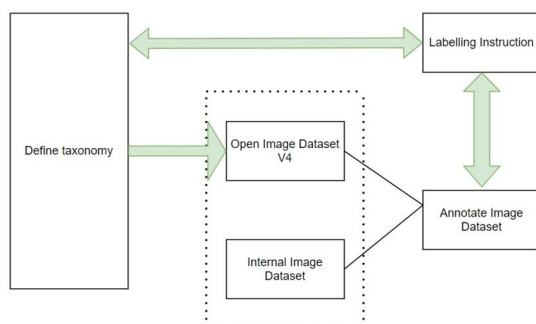 Labelling Instruction
Define taxonomy
Open Image Dataset
V4
Annotate Image
Dataset
Internal Image
Dataset